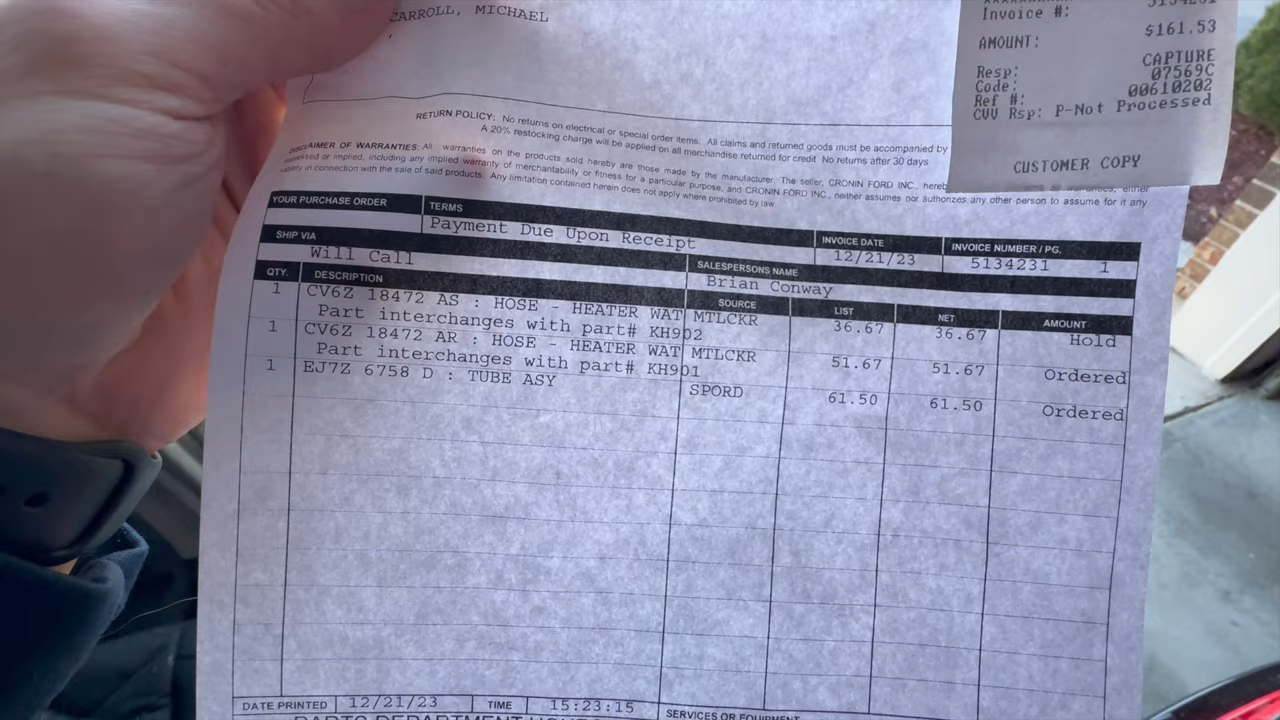 CARROLL, MICHAEL
Invoice #:
AMOUNT: $161.53
Resp: CAPTURE
Code: 07569C
Ref #: 00610202
CVV Rsp: P-Not Processed
CUSTOMER COPY
RETURN POLICY: No returns on electrical or special order items. All claims and returned goods must be accompanied by
A 20% restocking charge will be applied on all merchandise returned for credit No returns after 30 days
DISCLAIMER OF WARRANTIES: All warranties on the products sold hereby are those made by the manufacturer. The seller, CRONIN FORD INC., hereb
or implied, including any implied warranty of merchantability or fitness for a particular purpose, and CRONIN FORD INC., neither assumes nor authorizes any other person to assume for it any
liability in connection with the sale of said products. Any limitation contained herein does not apply where prohibited by law
YOUR PURCHASE ORDER TERMS INVOICE DATE INVOICE NUMBER / PG.
Payment Due Upon Receipt 12/21/23 5134231 1
SHIP VIA SALESPERSONS NAME
Will Call Brian Conway
QTY. DESCRIPTION SOURCE LIST NET AMOUNT
1 CV6Z 18472 AS : HOSE - HEATER WAT MTLCKR 36.67 36.67 Hold
Part interchanges with part# KH902
1 CV6Z 18472 AR : HOSE - HEATER WAT MTLCKR 51.67 51.67 Ordered
Part interchanges with part# KH901
1 EJ7Z 6758 D : TUBE ASY SPORD 61.50 61.50 Ordered
DATE PRINTED 12/21/23 TIME 15:23:15
SERVICES OR EQUIPMENT
PARTS DEPARTMENT